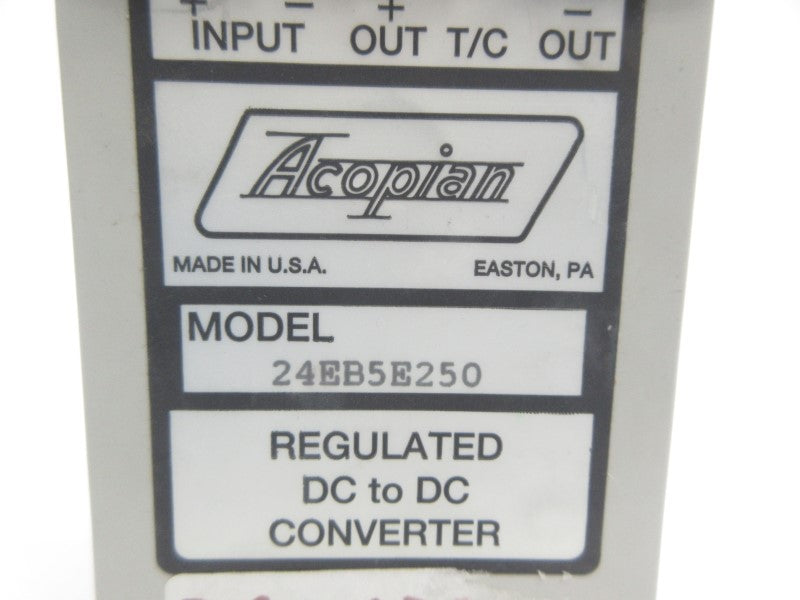 + - + -
INPUT OUT T/C OUT
Acopian
MADE IN U.S.A. EASTON, PA
MODEL
24EB5E250
REGULATED
DC to DC
CONVERTER